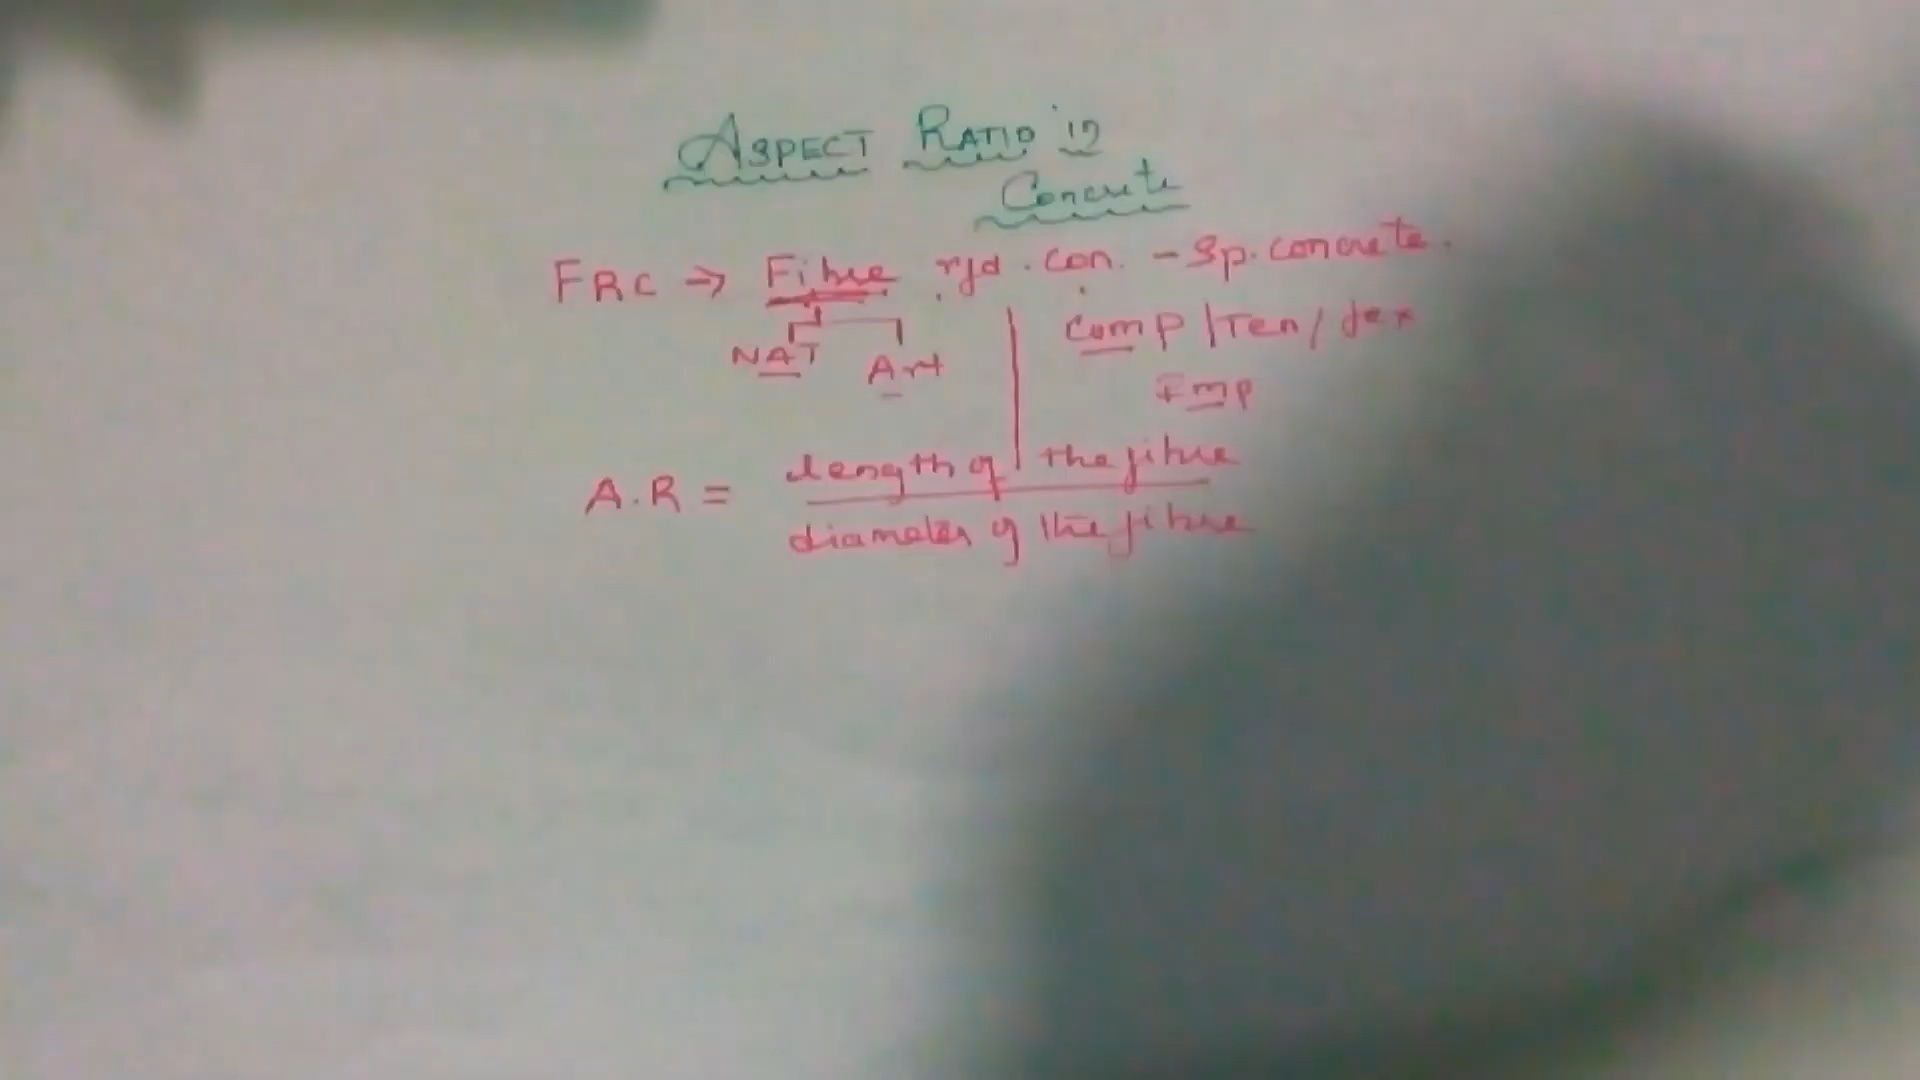 ASPECT RATIO in
Concrete
FRC → Fibre rfd. con. - Sp. concrete.
NAT Art
comp / Ten / flex
Imp
A.R = length of the fibre
diameter of the fibre